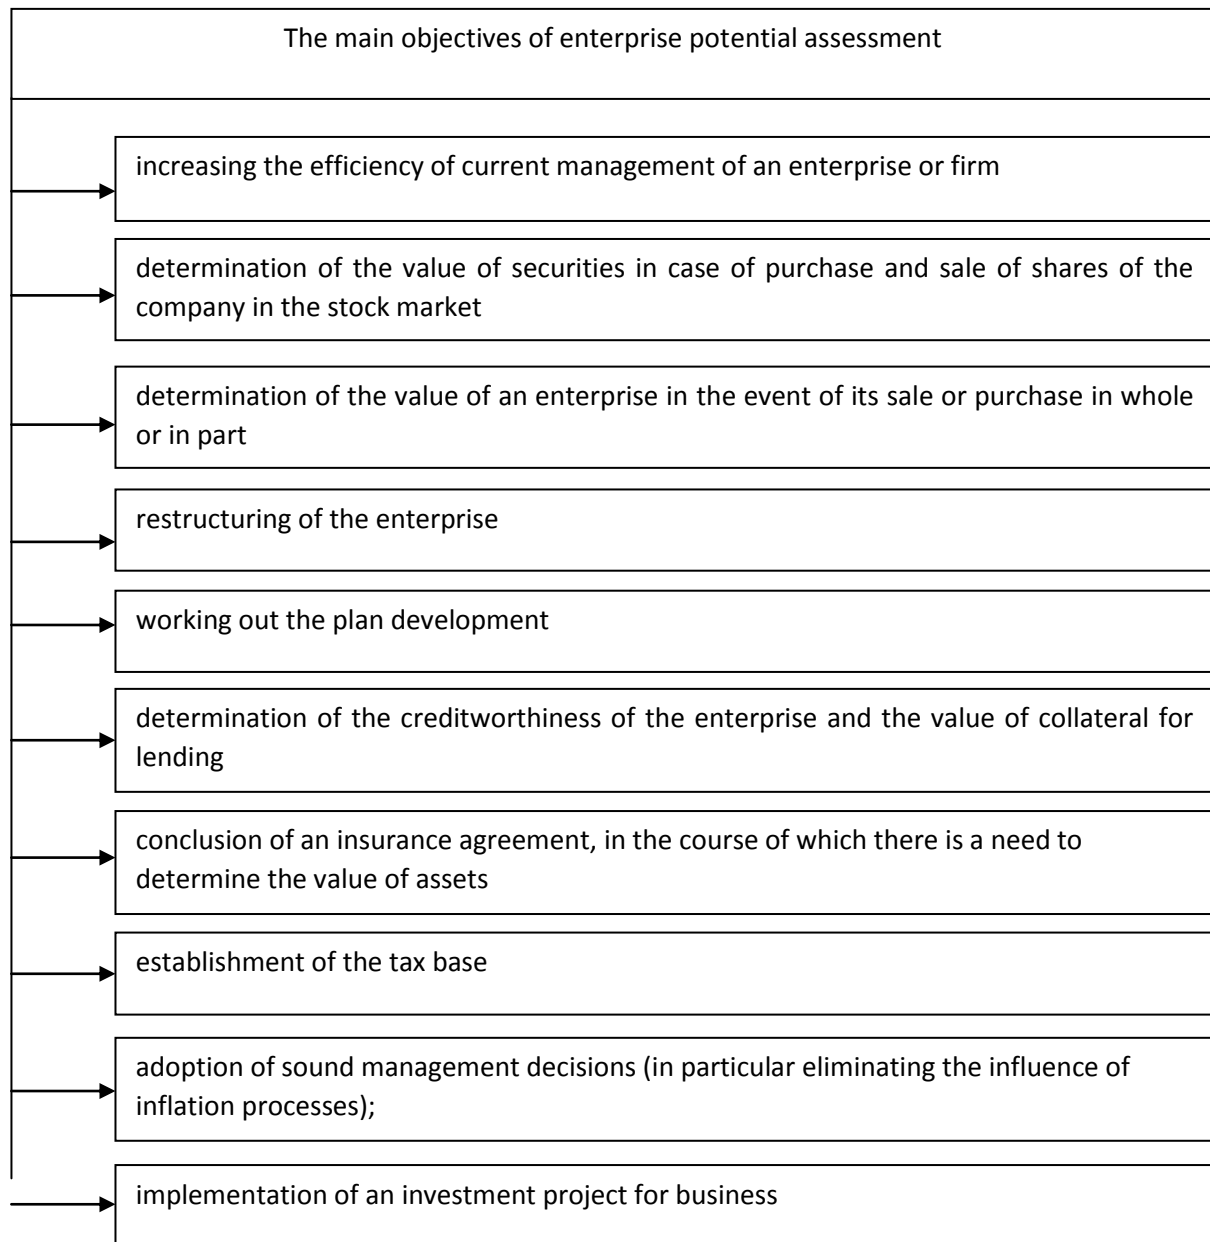 The main objectives of enterprise potential assessment
increasing the efficiency of current management of an enterprise or firm
determination of the value of securities in case of purchase and sale of shares of the
company in the stock market
determination of the value of an enterprise in the event of its sale or purchase in whole
or in part
restructuring of the enterprise
working out the plan development
determination of the creditworthiness of the enterprise and the value of collateral for
lending
conclusion of an insurance agreement, in the course of which there is a need to
determine the value of assets
establishment of the tax base
adoption of sound management decisions (in particular eliminating the influence of
inflation processes);
implementation of an investment project for business